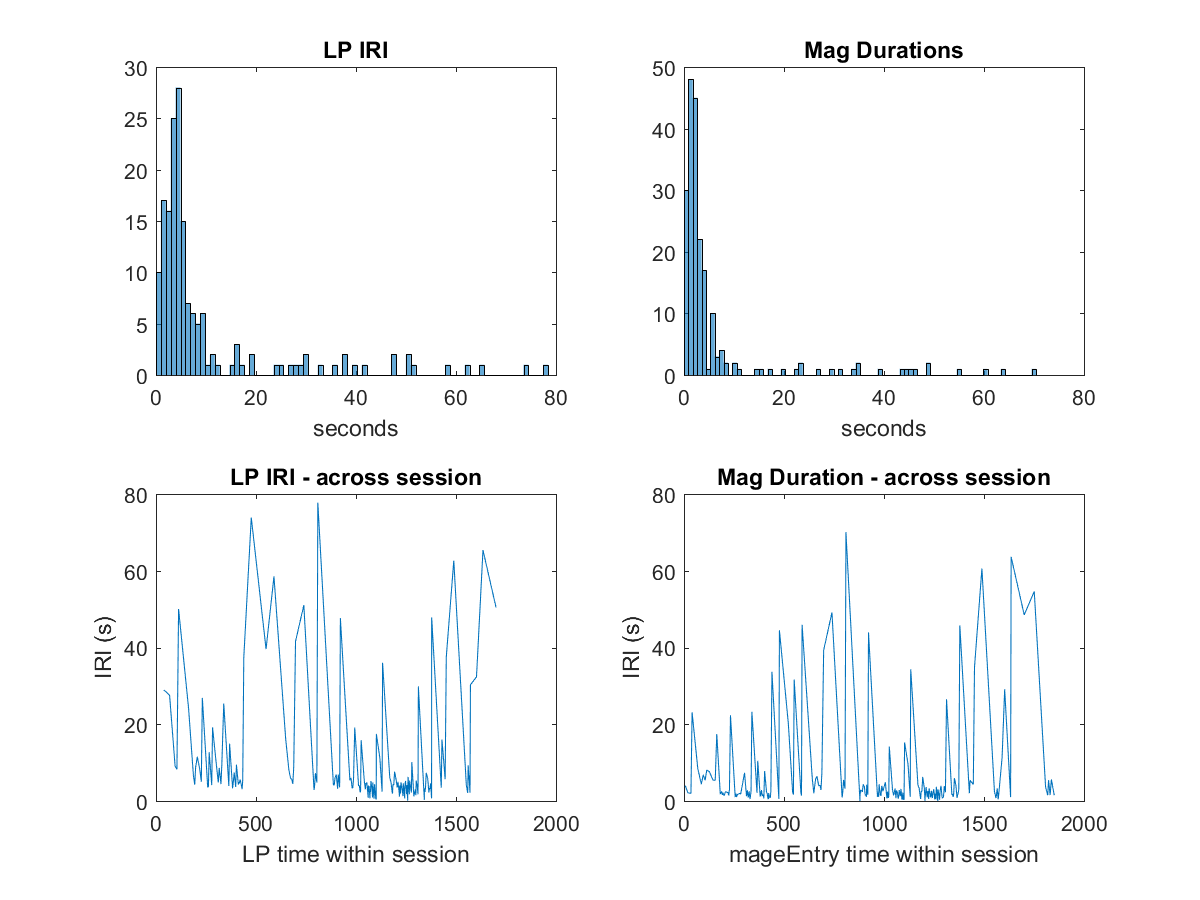 LP IRI
30
25
20
15
10
5
0
0 20 40 60 80
seconds
Mag Durations
50
40
30
20
10
0
0 20 40 60 80
seconds
LP IRI - across session
80
60
40
20
0
IRI (s)
0 500 1000 1500 2000
LP time within session
Mag Duration - across session
80
60
40
20
0
IRI (s)
0 500 1000 1500 2000
mageEntry time within session